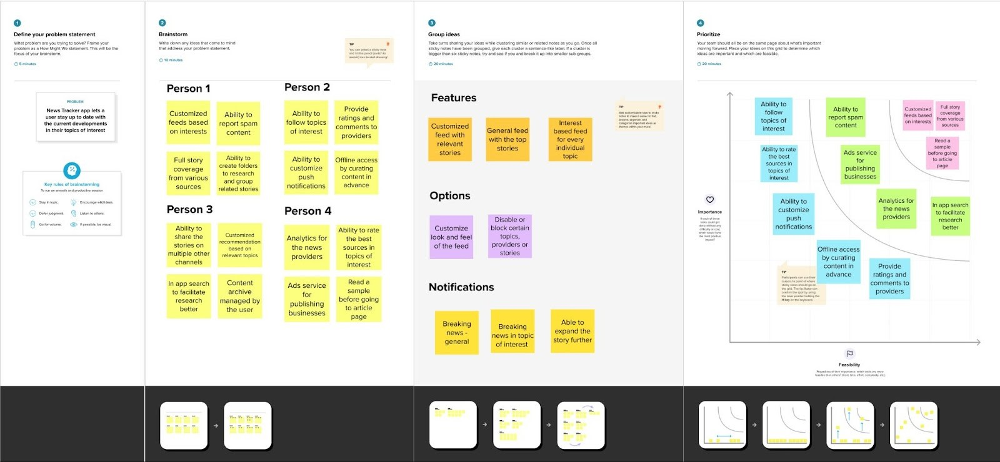 1
Define your problem statement
What problem are you trying to solve? Frame your
problem as a How Might We statement. This will be the
focus of your brainstorm.
5 minutes
PROBLEM
News Tracker app lets a
user stay up to date with
the current developments
in their topics of interest
Key rules of brainstorming
To run an smooth and productive session
Stay in topic.
Encourage wild ideas.
Defer judgment.
Listen to others.
Go for volume.
If possible, be visual.
2
Brainstorm
Write down any ideas that come to mind
that address your problem statement.
10 minutes
TIP
You can select a sticky note
and hit the pencil [switch to
sketch] icon to start drawing!
Person 1
Customized
feeds based
on interests
Ability to
report spam
content
Full story
coverage
from various
sources
Ability to
create folders
to research
and group
related stories
Person 2
Ability to
follow topics
of interest
Provide
ratings and
comments to
providers
Ability to
customize
push
notifications
Offline access
by curating
content in
advance
Person 3
Ability to
share the
stories on
multiple other
channels
Customized
recommendation
based on
relevant topics
In app search
to facilitate
research
better
Content
archive
managed by
the user
Person 4
Analytics for
the news
providers
Ability to rate
the best
sources in
topics of
interest
Ads service
for
publishing
businesses
Read a
sample
before going
to article
page
3
Group ideas
Take turns sharing your ideas while clustering similar or related notes as you go. Once all
sticky notes have been grouped, give each cluster a sentence-like label. If a cluster is
bigger than six sticky notes, try and see if you and break it up into smaller sub-groups.
20 minutes
TIP
Add customizable tags to sticky
notes to make it easier to find,
browse, organize, and
categorize important ideas as
themes within your mural.
Features
Customized
feed with
relevant
stories
General feed
with the top
stories
Interest
based feed
for every
individual
topic
Options
Customize
look and feel
of the feed
Disable or
block certain
topics,
providers or
stories
Notifications
Breaking
news -
general
Breaking
news in topic
of interest
Able to
expand the
story further
4
Prioritize
Your team should all be on the same page about what's important
moving forward. Place your ideas on this grid to determine which
ideas are important and which are feasible.
20 minutes
Ability to
follow
topics of
interest
Ability to
report spam
content
Customized
feeds based
on interests
Full story
coverage
from various
sources
Read a
sample
before going
to article
page
Ability to rate
the best
sources in
topics of
interest
Ads service
for
publishing
businesses
Ability to
customize
push
notifications
Analytics for
the news
providers
In app search
to facilitate
research
better
Offline access
by curating
content in
advance
Provide
ratings and
comments to
providers
TIP
Participants can use their
cursors to point at where
sticky notes should go on
the grid. The facilitator can
confirm the spot by using
the laser pointer holding the
H key on the keyboard.
Importance
If each of these
tasks could get
done without any
difficulty or cost,
which would have
the most positive
impact?
Feasibility
Regardless of their importance, which tasks are more
feasible than others? (Cost, time, effort, complexity, etc.)